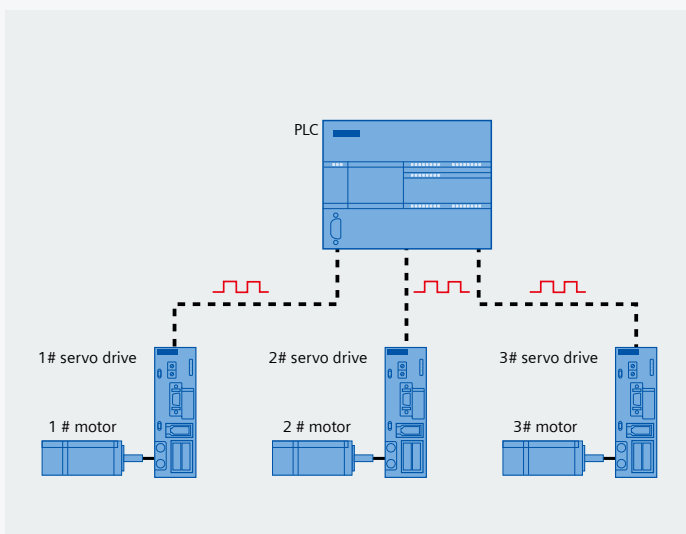 PLC
1# servo drive
2# servo drive
3# servo drive
1 # motor
2 # motor
3# motor